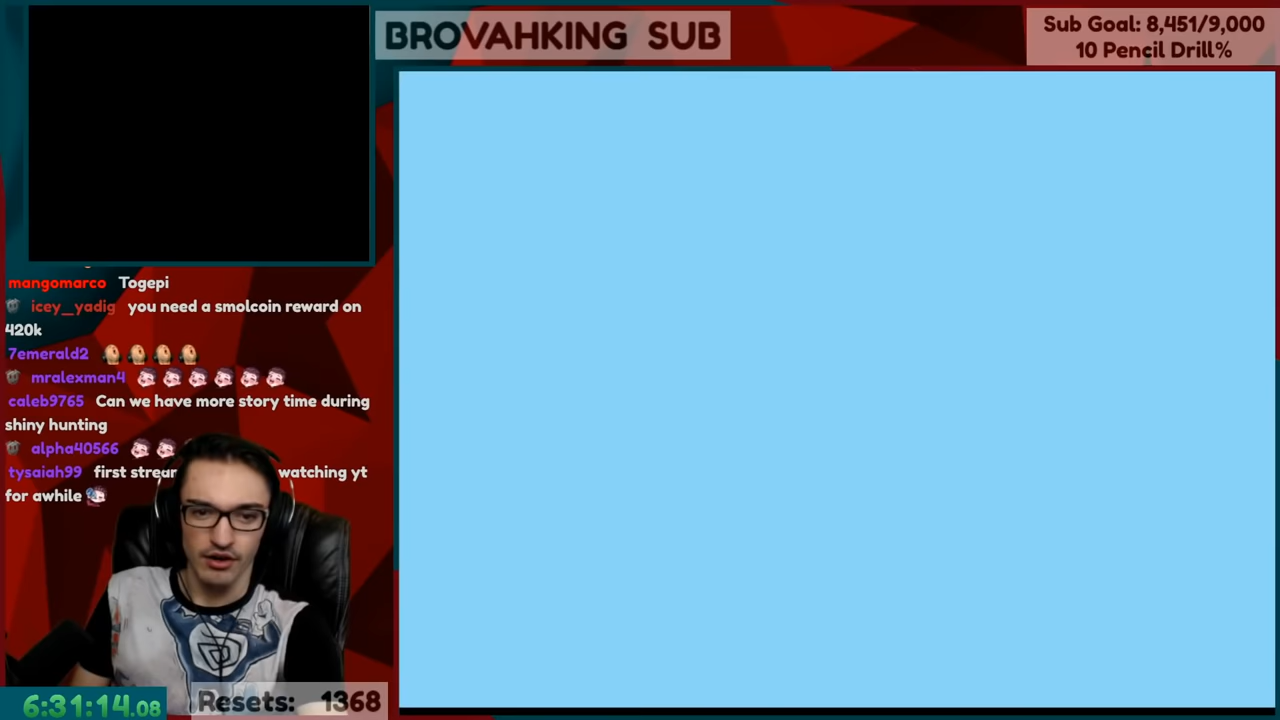 BROVAHKING SUB
Sub Goal: 8,451/9,000
10 Pencil Drill%
mangomarco Togepi
icey_yadig you need a smolcoin reward on
420k
7emerald2
mralexman4
caleb9765 Can we have more story time during
shiny hunting
alpha40566
tysaiah99 first watching yt
for awhile
6:31:14.08
Resets: 1368